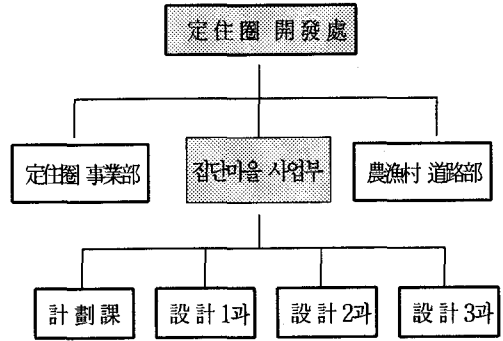 定住圈 開發處
定住圈 事業部
집단마을 사업부
農漁村 道路部
計劃課
設計1과
設計2과
設計3과